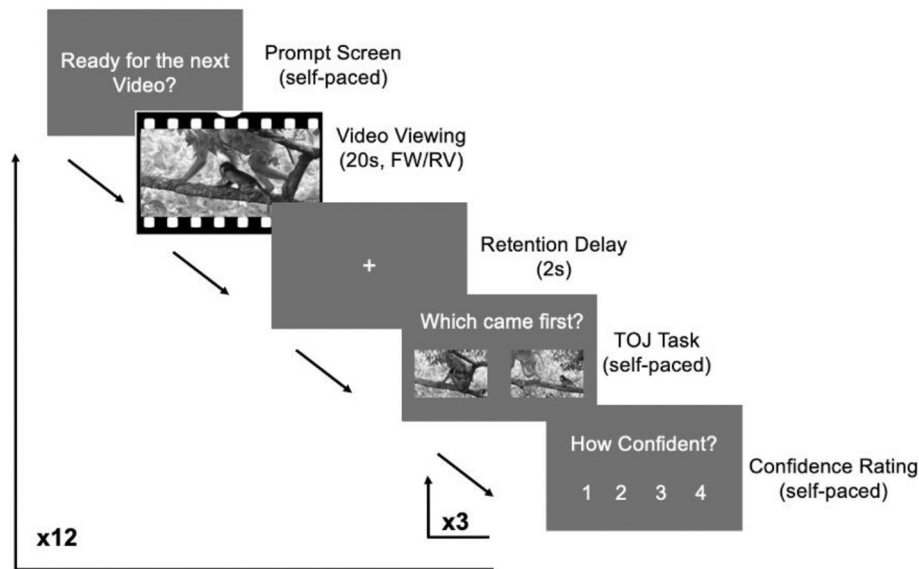 Ready for the next
Video?
Prompt Screen
(self-paced)
Video Viewing
(20s, FW/RV)
+
Retention Delay
(2s)
Which came first?
TOJ Task
(self-paced)
How Confident?
1 2 3 4
Confidence Rating
(self-paced)
x3
x12